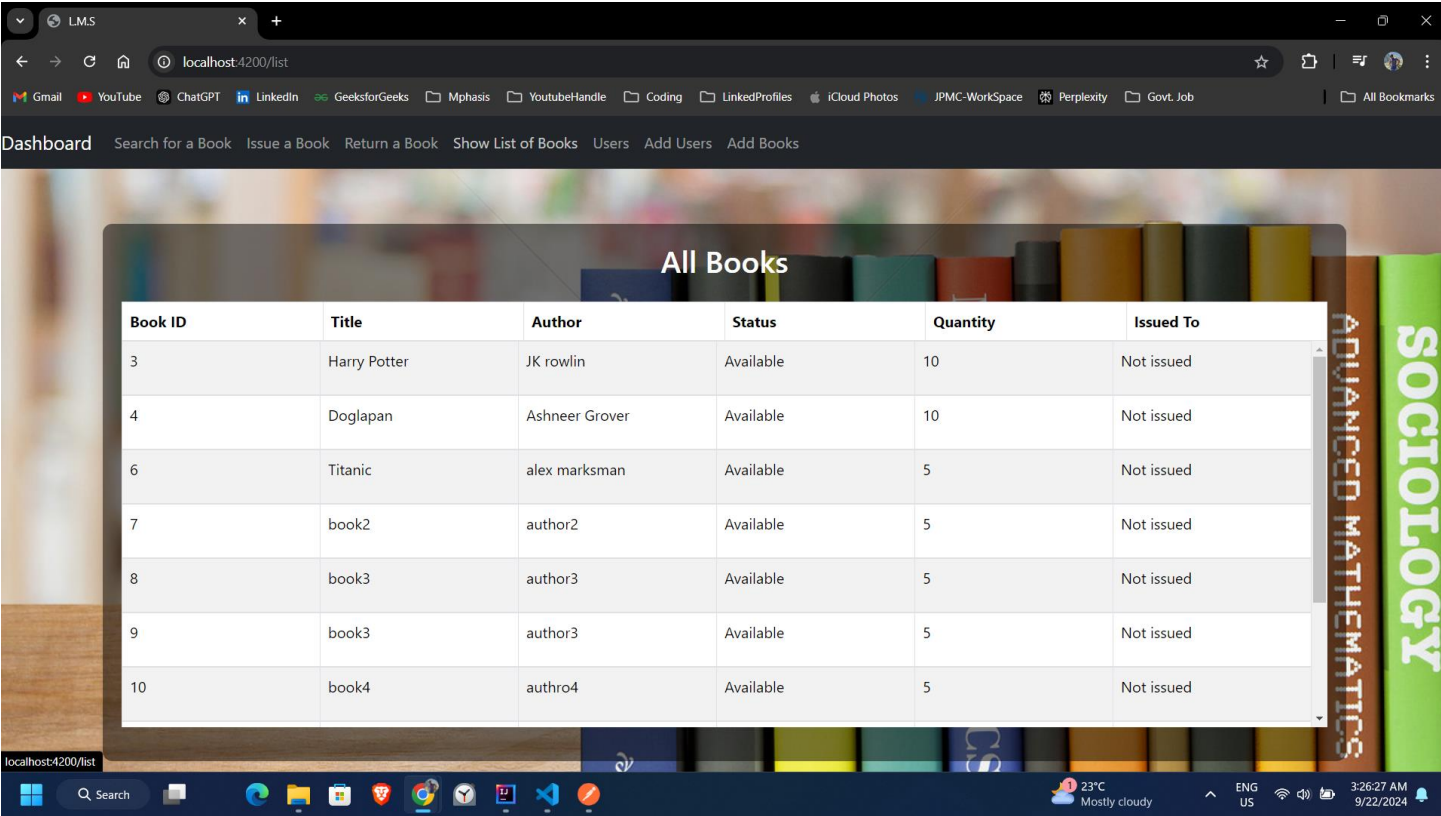 L.M.S
localhost:4200/list
Gmail YouTube ChatGPT LinkedIn GeeksforGeeks Mphasis YoutubeHandle Coding LinkedProfiles iCloud Photos JPMC-WorkSpace Perplexity Govt. Job All Bookmarks
Dashboard Search for a Book Issue a Book Return a Book Show List of Books Users Add Users Add Books
All Books
Book ID Title Author Status Quantity Issued To
3 Harry Potter JK rowlin Available 10 Not issued
4 Doglapan Ashneer Grover Available 10 Not issued
6 Titanic alex marksman Available 5 Not issued
7 book2 author2 Available 5 Not issued
8 book3 author3 Available 5 Not issued
9 book3 author3 Available 5 Not issued
10 book4 authro4 Available 5 Not issued
ADVANCED MATHEMATICS
SOCIOLOGY
CS
localhost:4200/list
Search
1 23°C
Mostly cloudy
ENG
US
3:26:27 AM
9/22/2024